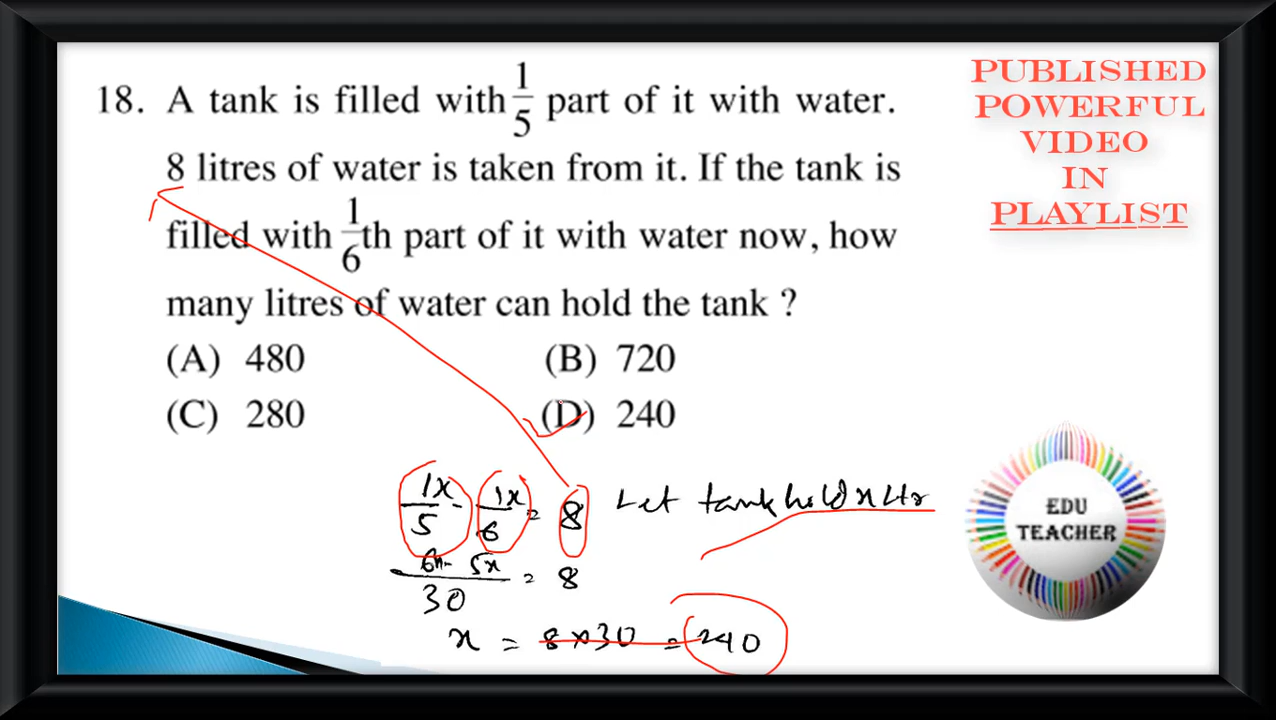 18. A tank is filled with 1/5 part of it with water.
8 litres of water is taken from it. If the tank is
filled with 1/6 th part of it with water now, how
many litres of water can hold the tank ?
(A) 480 (B) 720
(C) 280 (D) 240
1x/5 - 1x/6 = 8 Let tank hold x ltr
6x - 5x/30 = 8
x = 8x30 = 240
PUBLISHED
POWERFUL
VIDEO
IN
PLAYLIST
EDU
TEACHER